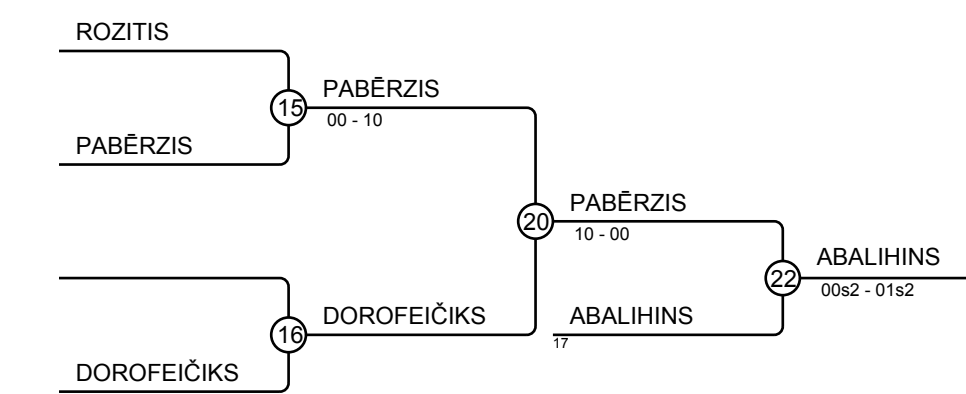 ROZITIS
15
PABĒRZIS
00 - 10
PABĒRZIS
20
PABĒRZIS
10 - 00
22
ABALIHINS
00s2 - 01s2
16
DOROFEIČIKS
ABALIHINS
17
DOROFEIČIKS